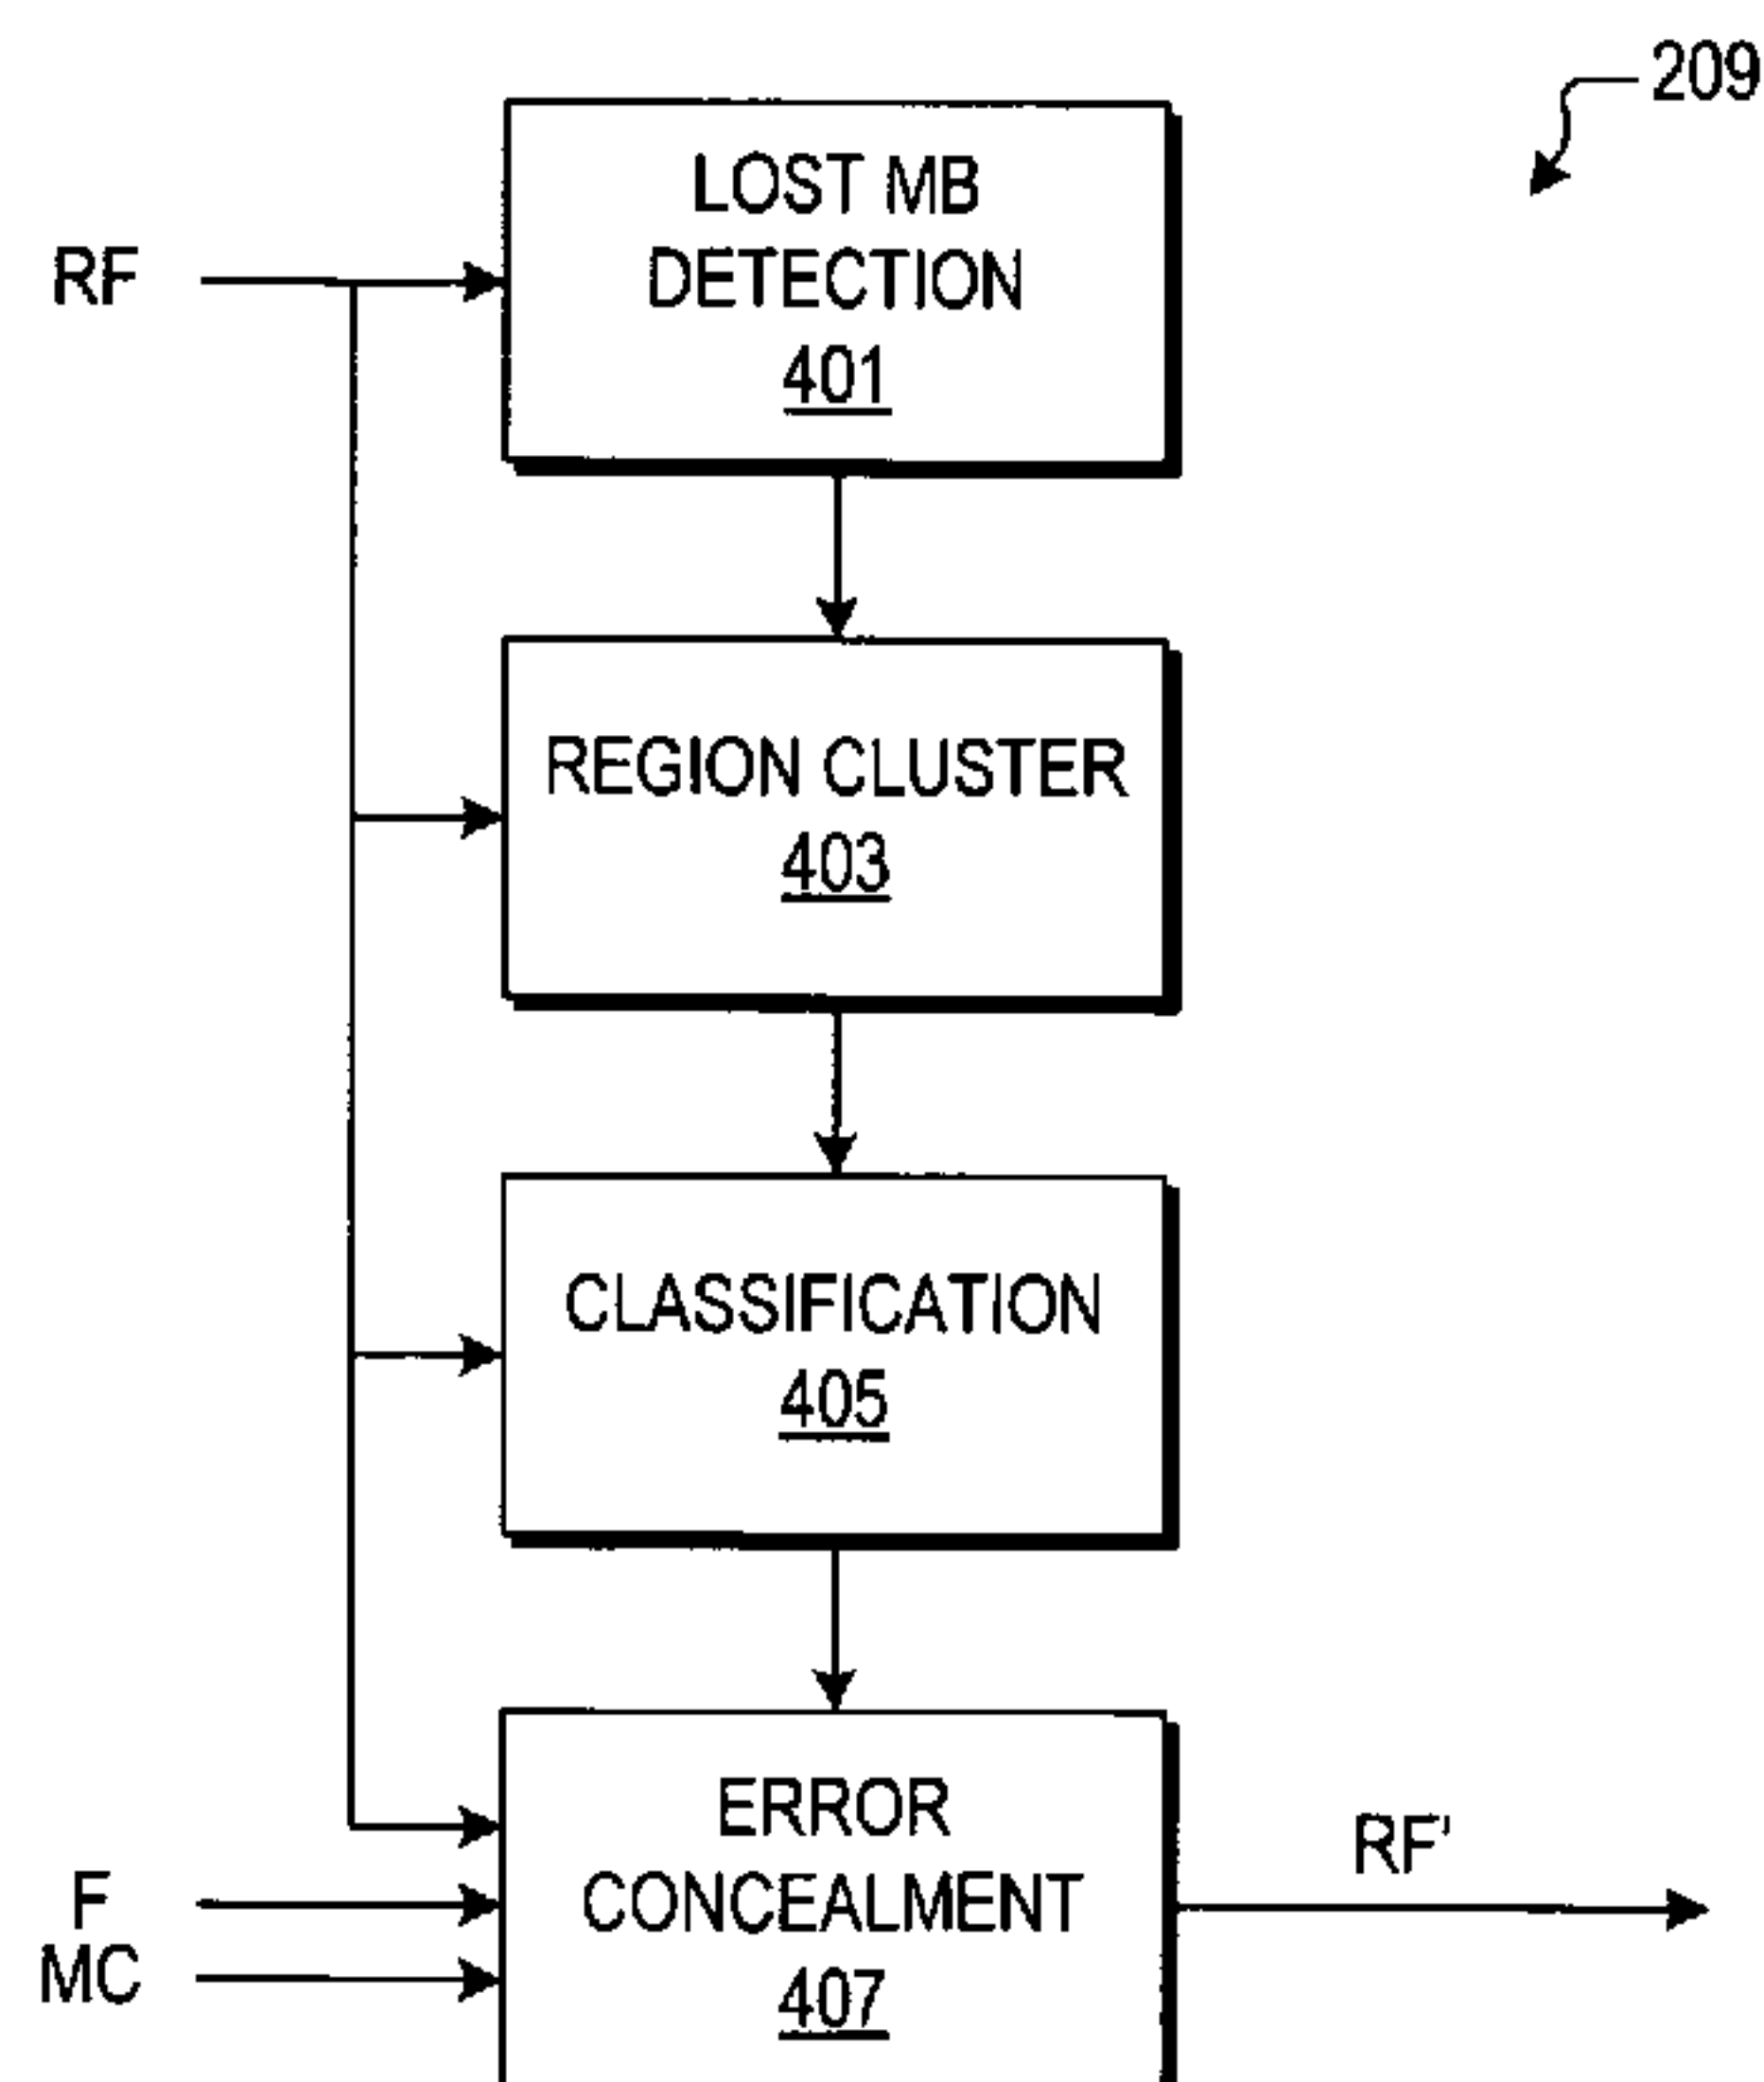 209
LOST MB
DETECTION
401
RF
REGION CLUSTER
403
CLASSIFICATION
405
ERROR
CONCEALMENT
407
F
MC
RF'